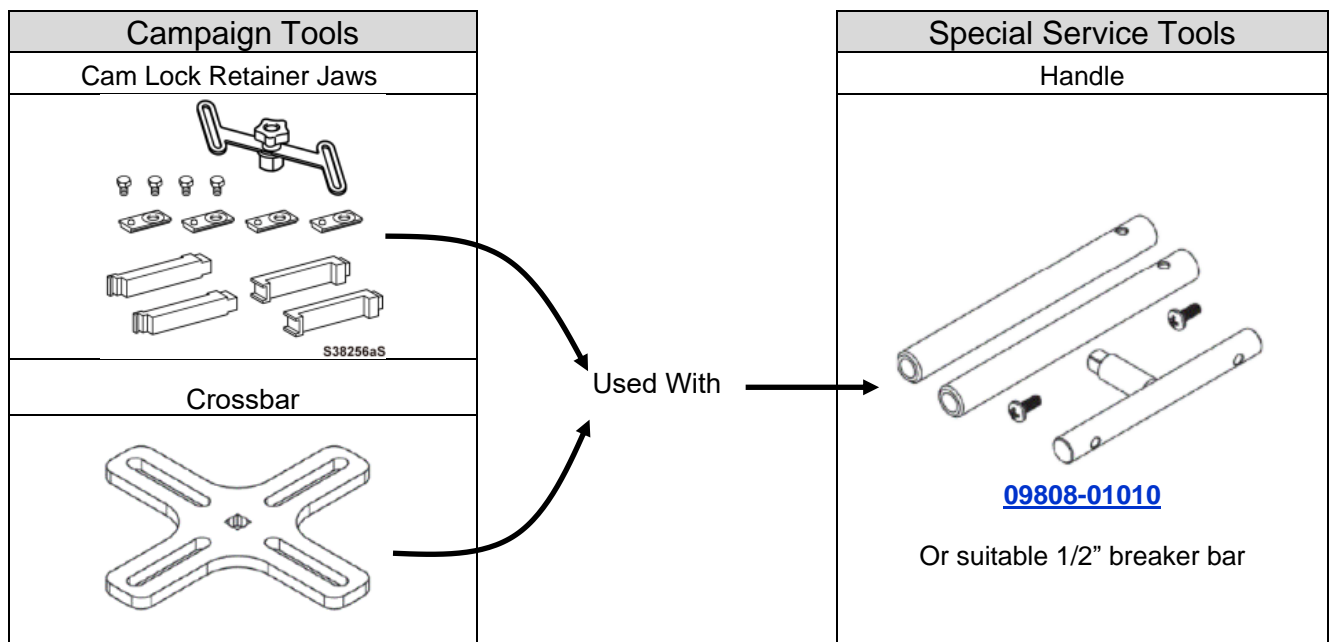 Campaign Tools
Cam Lock Retainer Jaws
S38256aS
Crossbar
Used With
Special Service Tools
Handle
09808-01010
Or suitable 1/2” breaker bar